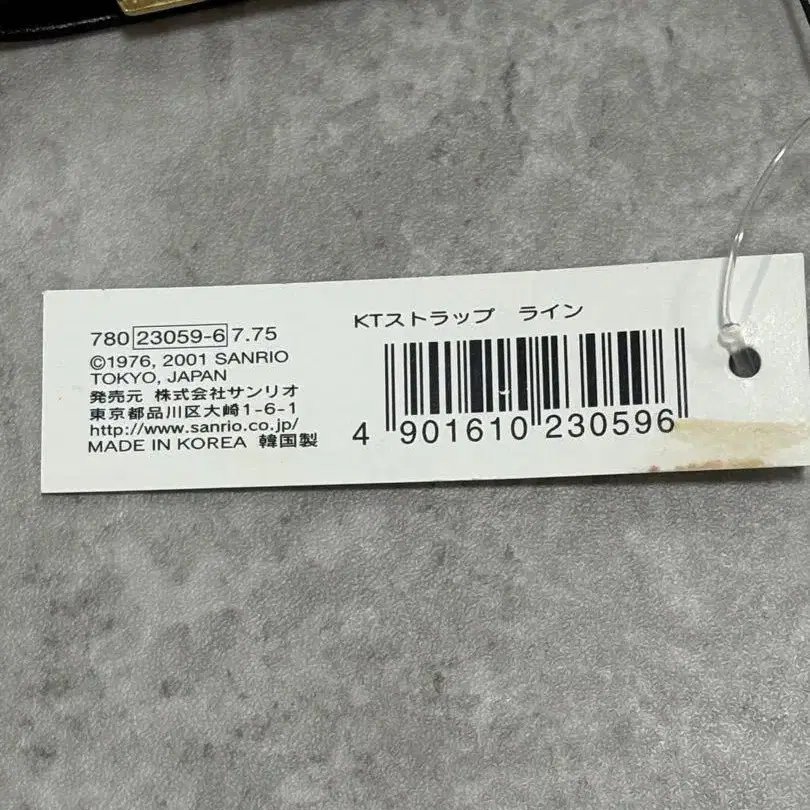 780 23059-6 7.75
©1976, 2001 SANRIO
TOKYO, JAPAN
発売元 株式会社サンリオ
東京都品川区大崎1-6-1
http://www.sanrio.co.jp/
MADE IN KOREA 韓国製
KTストラップ ライン
4 901610 230596